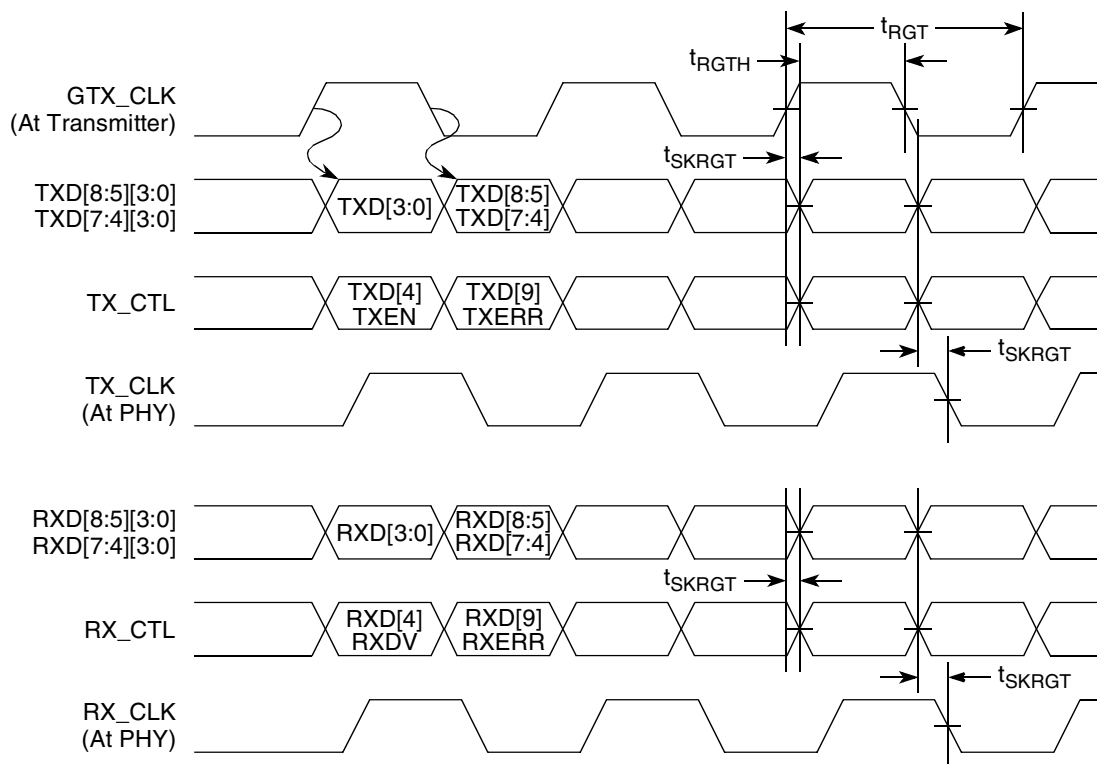 tRGT
tRGTH
GTX_CLK
(At Transmitter)
tSKRGT
TXD[8:5][3:0]
TXD[7:4][3:0]
TXD[3:0]
TXD[8:5]
TXD[7:4]
TX_CTL
TXD[4]
TXEN
TXD[9]
TXERR
tSKRGT
TX_CLK
(At PHY)
RXD[8:5][3:0]
RXD[7:4][3:0]
RXD[3:0]
RXD[8:5]
RXD[7:4]
tSKRGT
RX_CTL
RXD[4]
RXDV
RXD[9]
RXERR
tSKRGT
RX_CLK
(At PHY)